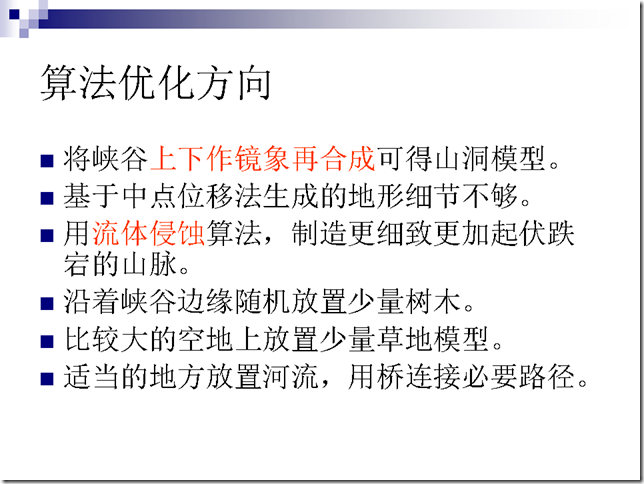 算法优化方向
将峡谷上下作镜象再合成可得山洞模型。
基于中点位移法生成的地形细节不够。
用流体侵蚀算法，制造更细致更加起伏跌
宕的山脉。
沿着峡谷边缘随机放置少量树木。
比较大的空地上放置少量草地模型。
适当的地方放置河流，用桥连接必要路径。